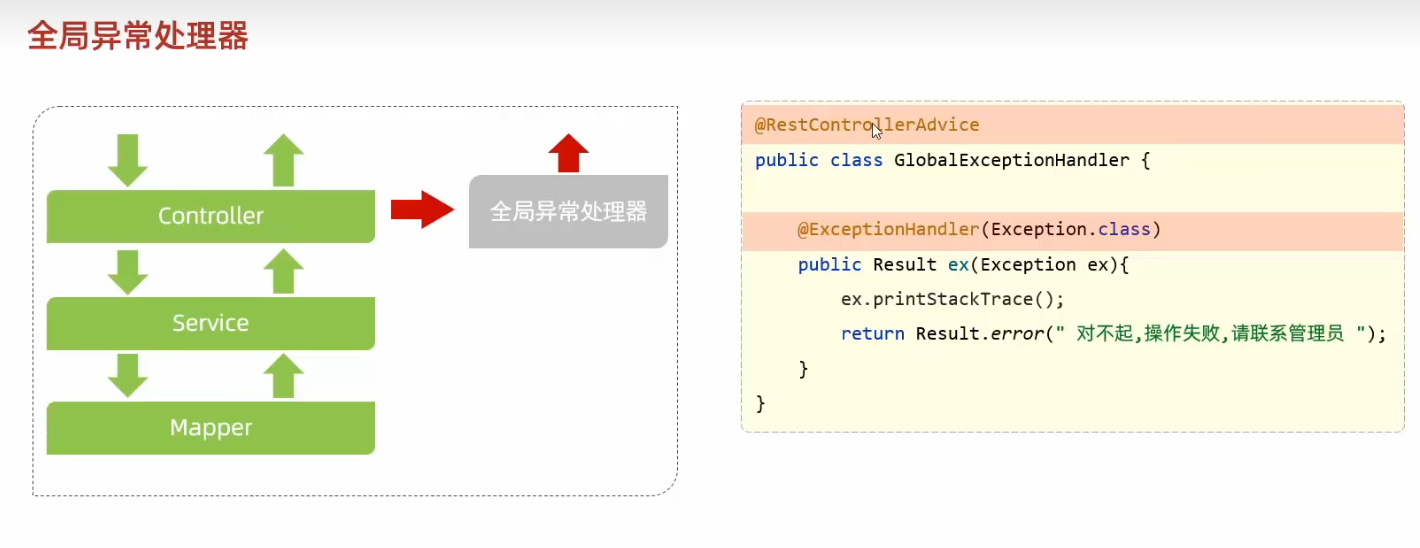 全局异常处理器
Controller
Service
Mapper
全局异常处理器
@RestControllerAdvice
public class GlobalExceptionHandler {
@ExceptionHandler(Exception.class)
public Result ex(Exception ex){
ex.printStackTrace();
return Result.error(" 对不起,操作失败,请联系管理员 ");
}
}